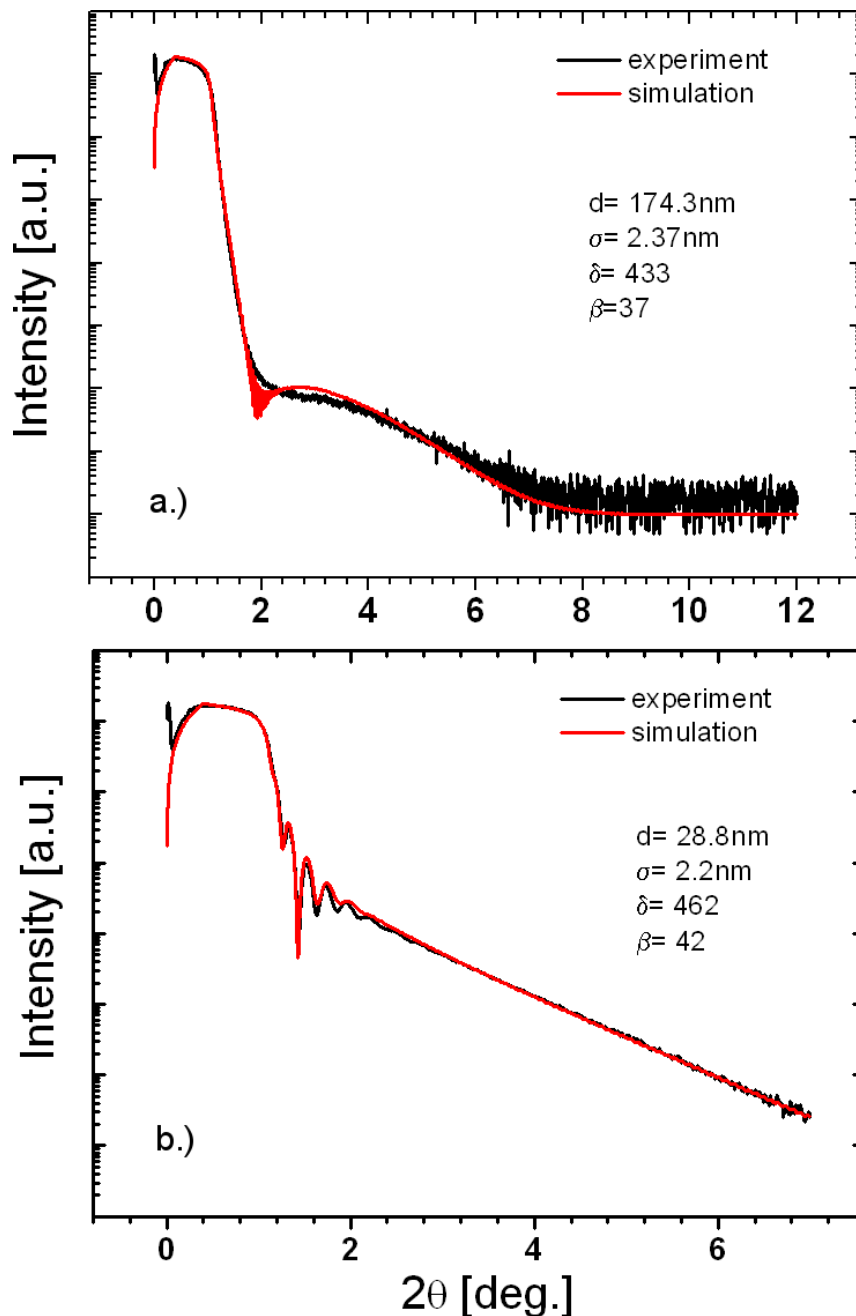 experiment
simulation
d= 174.3nm
σ= 2.37nm
δ= 433
β=37
Intensity [a.u.]
a.)
0 2 4 6 8 10 12
experiment
simulation
d= 28.8nm
σ= 2.2nm
δ= 462
β= 42
Intensity [a.u.]
b.)
0 2 4 6
2θ [deg.]